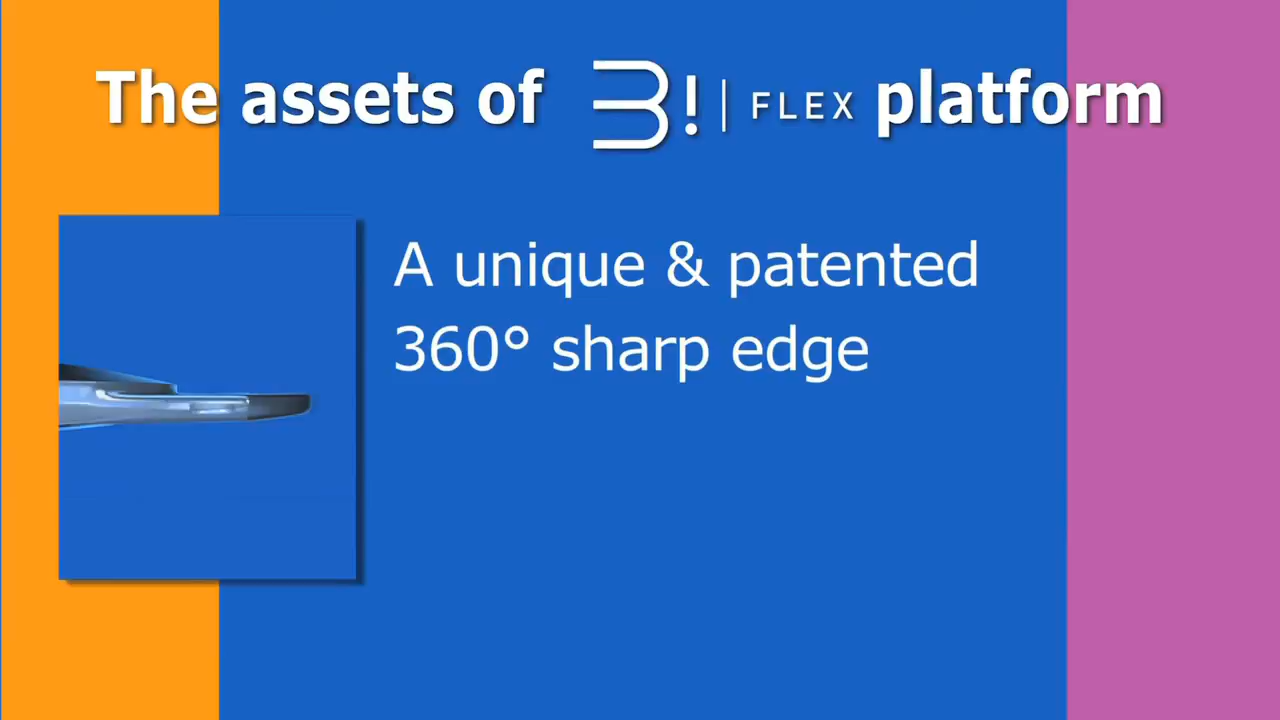 The assets of B! | FLEX platform
A unique & patented
360° sharp edge